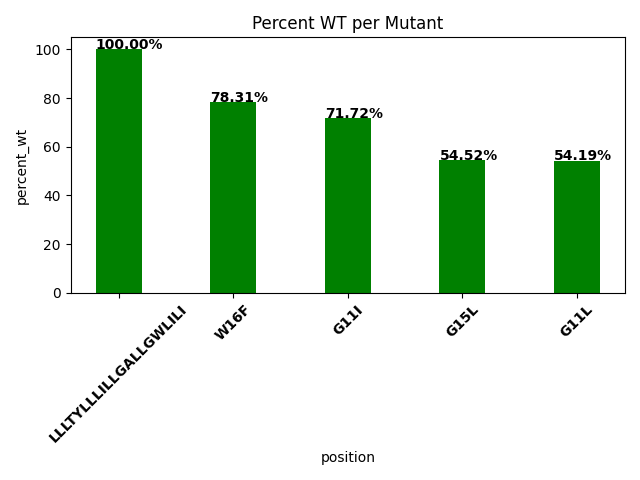 Percent WT per Mutant
percent_wt
100
80
60
40
20
0
100.00%
78.31%
71.72%
54.52%
54.19%
LLLTYLLLILLGALLGWLILI
W16F
G11I
G15L
G11L
position